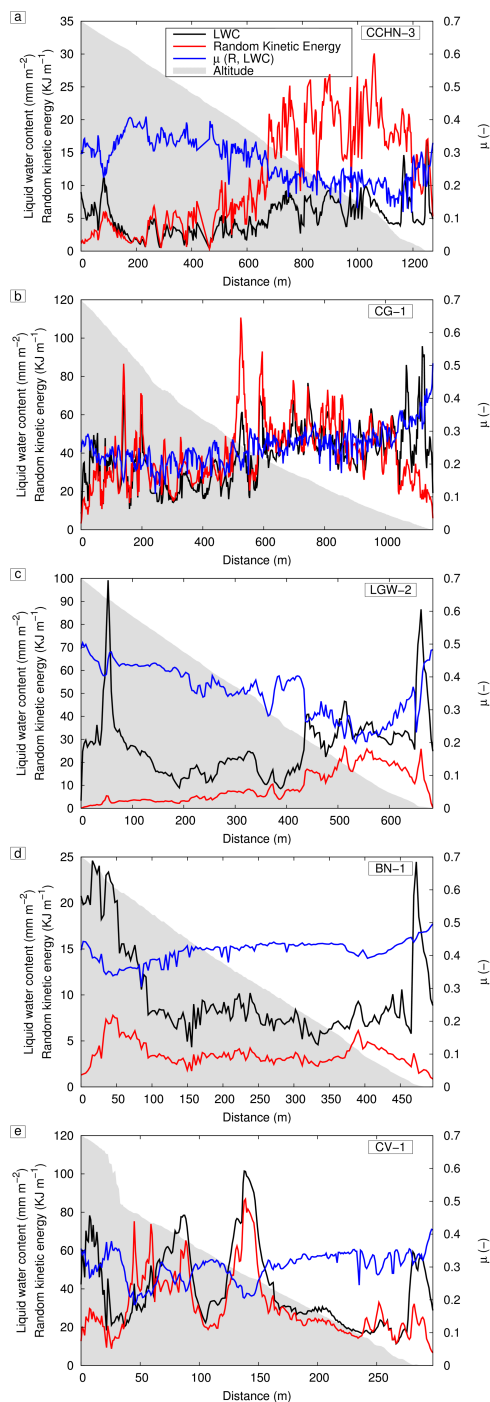 a
CCHN−3
LWC
Random Kinetic Energy
μ (R, LWC)
Altitude
35
30
25
20
15
10
5
0
0.7
0.6
0.5
0.4
0.3
0.2
0.1
0
0 200 400 600 800 1000 1200
Liquid water content (mm m−2)
Random kinetic energy (KJ m−1)
μ (−)
Distance (m)
b
CG−1
120
100
80
60
40
20
0
0.7
0.6
0.5
0.4
0.3
0.2
0.1
0
0 200 400 600 800 1000
Liquid water content (mm m−2)
Random kinetic energy (KJ m−1)
μ (−)
Distance (m)
c
LGW−2
100
90
80
70
60
50
40
30
20
10
0
0.7
0.6
0.5
0.4
0.3
0.2
0.1
0
0 100 200 300 400 500 600
Liquid water content (mm m−2)
Random kinetic energy (KJ m−1)
μ (−)
Distance (m)
d
BN−1
25
20
15
10
5
0
0.7
0.6
0.5
0.4
0.3
0.2
0.1
0
0 50 100 150 200 250 300 350 400 450
Liquid water content (mm m−2)
Random kinetic energy (KJ m−1)
μ (−)
Distance (m)
e
CV−1
120
100
80
60
40
20
0
0.7
0.6
0.5
0.4
0.3
0.2
0.1
0
0 50 100 150 200 250
Liquid water content (mm m−2)
Random kinetic energy (KJ m−1)
μ (−)
Distance (m)